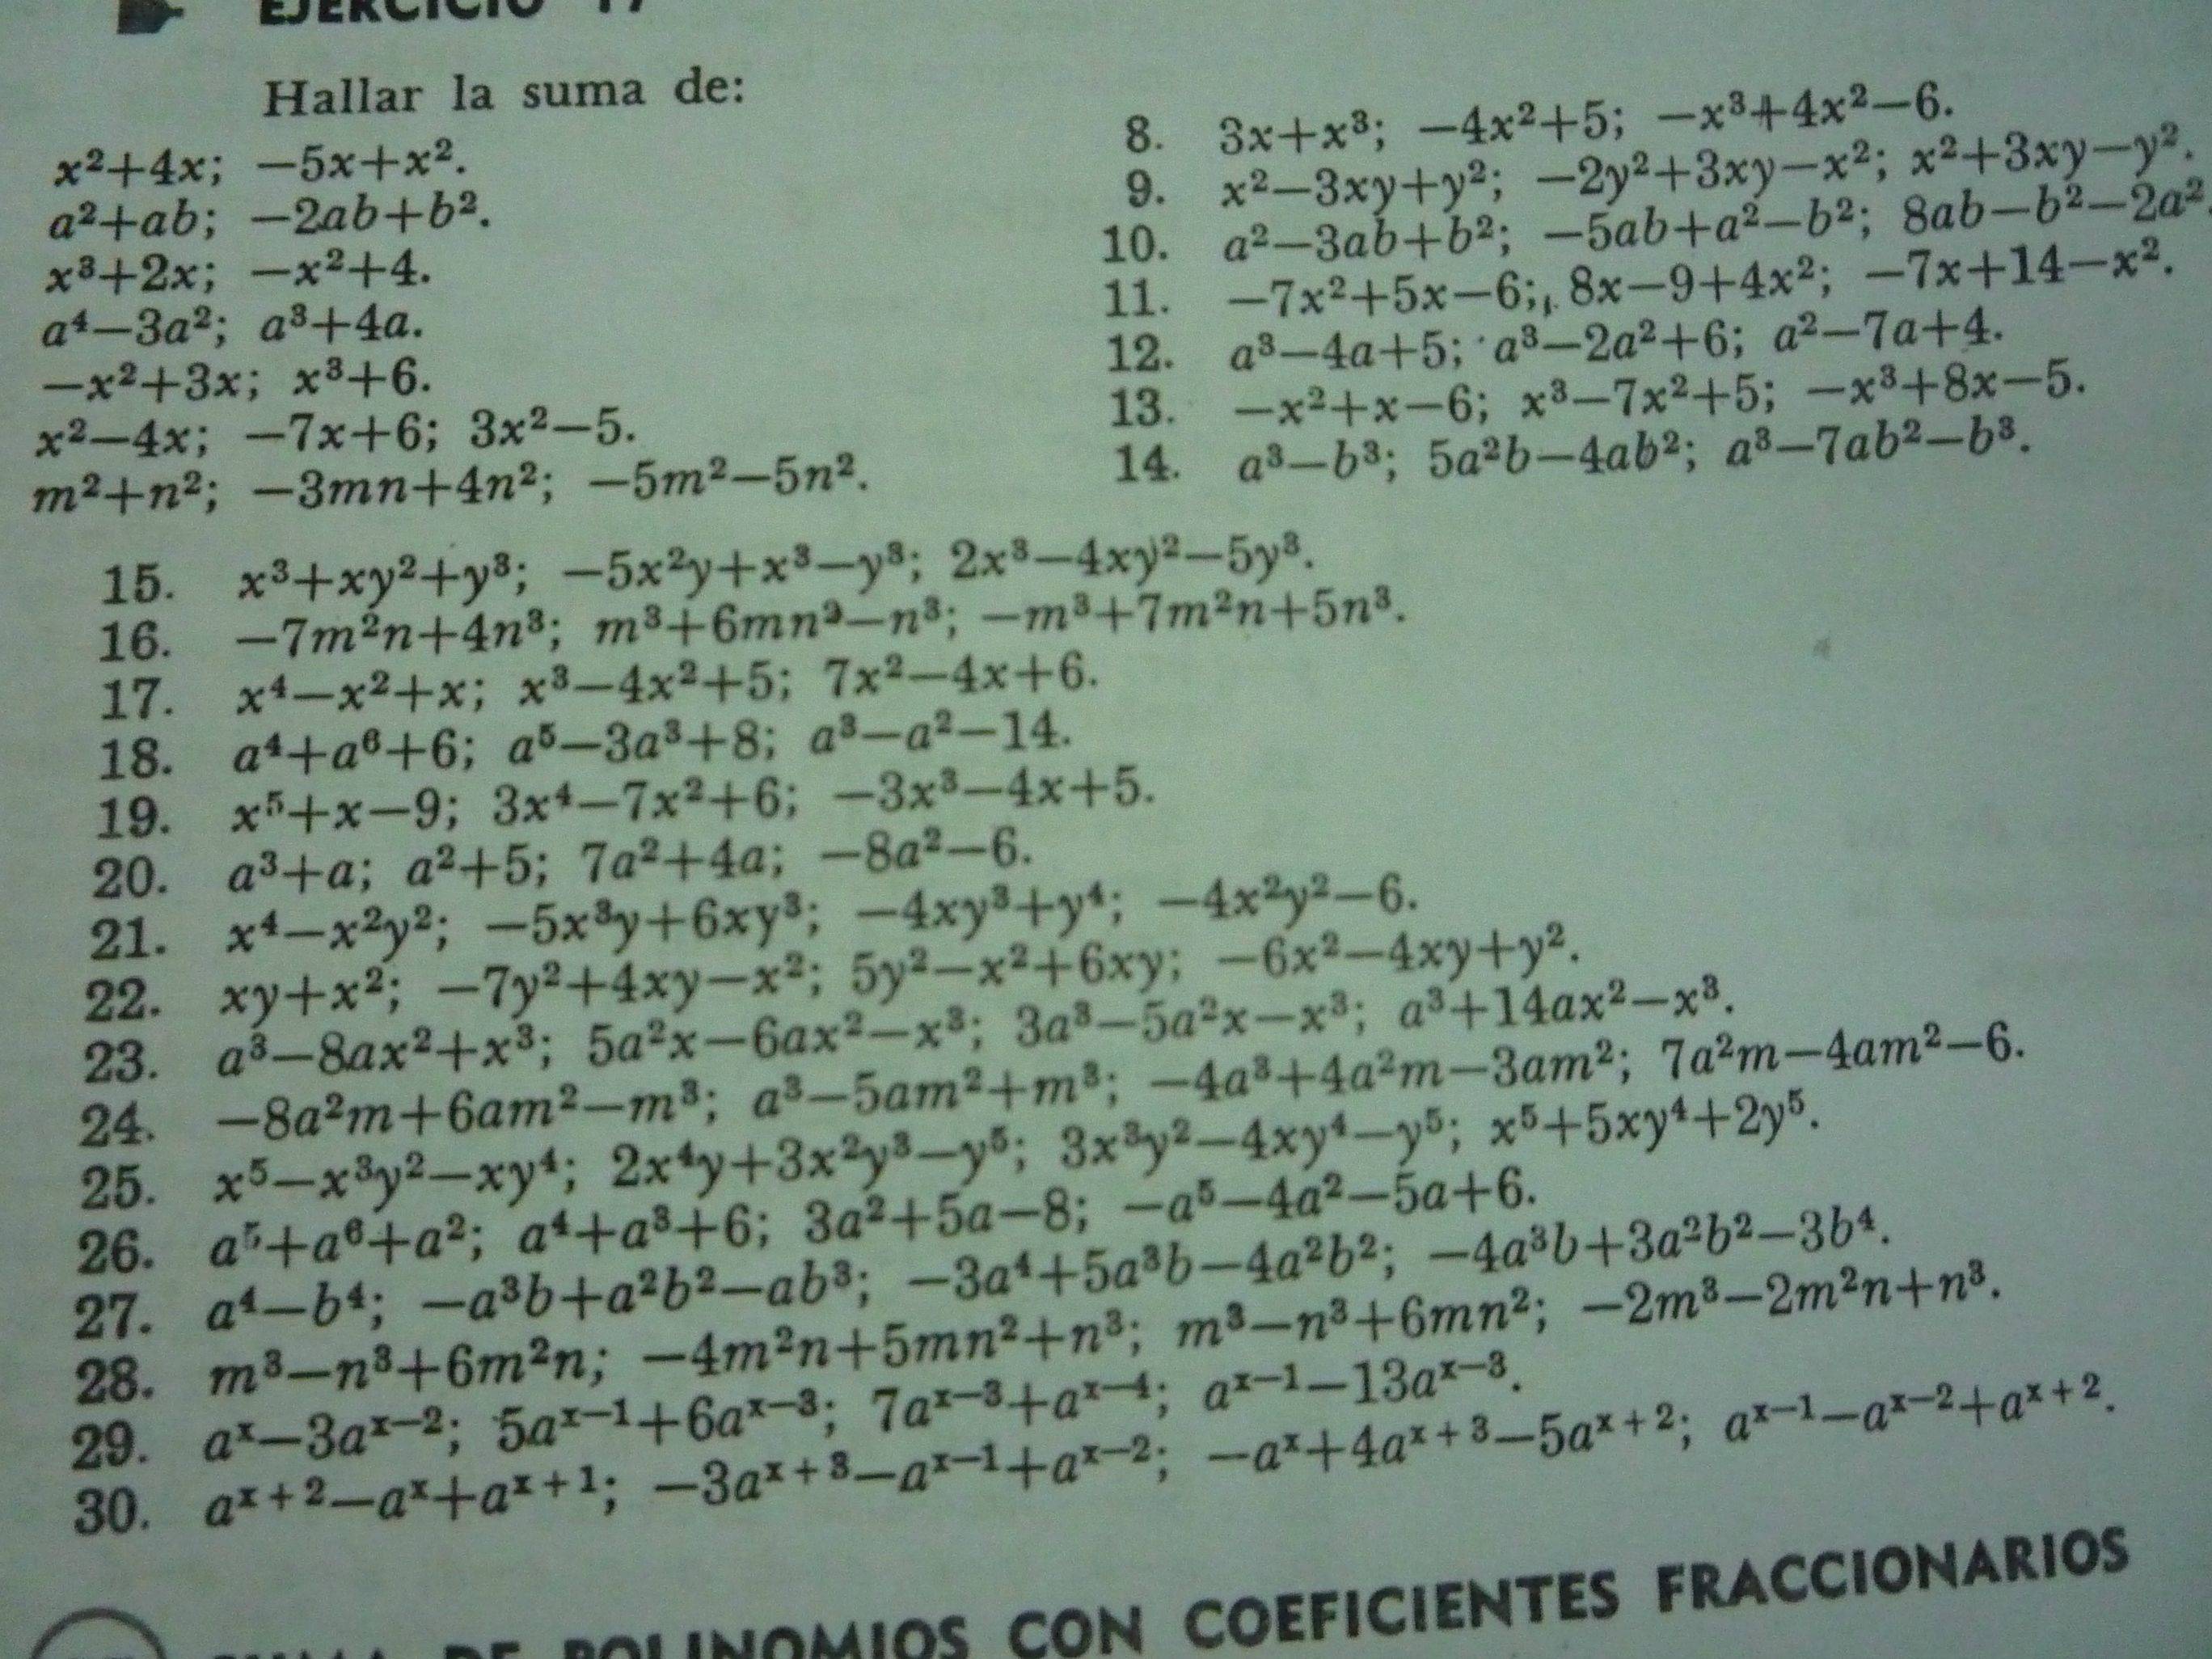 EJERCICIO 17
Hallar la suma de:
x²+4x; −5x+x².
a²+ab; −2ab+b².
x³+2x; −x²+4.
a⁴−3a²; a³+4a.
−x²+3x; x³+6.
x²−4x; −7x+6; 3x²−5.
m²+n²; −3mn+4n²; −5m²−5n².
8. 3x+x³; −4x²+5; −x³+4x²−6.
9. x²−3xy+y²; −2y²+3xy−x²; x²+3xy−y².
10. a²−3ab+b²; −5ab+a²−b²; 8ab−b²−2a².
11. −7x²+5x−6; 8x−9+4x²; −7x+14−x².
12. a³−4a+5; a³−2a²+6; a²−7a+4.
13. −x²+x−6; x³−7x²+5; −x³+8x−5.
14. a³−b³; 5a²b−4ab²; a³−7ab²−b³.
15. x³+xy²+y³; −5x²y+x³−y³; 2x³−4xy²−5y³.
16. −7m²n+4n³; m³+6mn²−n³; −m³+7m²n+5n³.
17. x⁴−x²+x; x³−4x²+5; 7x²−4x+6.
18. a⁴+a⁶+6; a⁵−3a³+8; a³−a²−14.
19. x⁵+x−9; 3x⁴−7x²+6; −3x³−4x+5.
20. a³+a; a²+5; 7a²+4a; −8a²−6.
21. x⁴−x²y²; −5x³y+6xy³; −4xy³+y⁴; −4x²y²−6.
22. xy+x²; −7y²+4xy−x²; 5y²−x²+6xy; −6x²−4xy+y².
23. a³−8ax²+x³; 5a²x−6ax²−x³; 3a³−5a²x−x³; a³+14ax²−x³.
24. −8a²m+6am²−m³; a³−5am²+m³; −4a³+4a²m−3am²; 7a²m−4am²−6.
25. x⁵−x³y²−xy⁴; 2x⁴y+3x²y³−y⁵; 3x³y²−4xy⁴−y⁵; x⁵+5xy⁴+2y⁵.
26. a⁵+a⁶+a²; a⁴+a³+6; 3a²+5a−8; −a⁵−4a²−5a+6.
27. a⁴−b⁴; −a³b+a²b²−ab³; −3a⁴+5a³b−4a²b²; −4a³b+3a²b²−3b⁴.
28. m³−n³+6m²n; −4m²n+5mn²+n³; m³−n³+6mn²; −2m³−2m²n+n³.
29. aˣ−3aˣ⁻²; 5aˣ⁻¹+6aˣ⁻³; 7aˣ⁻³+aˣ⁻⁴; aˣ⁻¹−13aˣ⁻³.
30. aˣ⁺²−aˣ+aˣ⁺¹; −3aˣ⁺³−aˣ⁻¹+aˣ⁻²; −aˣ+4aˣ⁺³−5aˣ⁺²; aˣ⁻¹−aˣ⁻²+aˣ⁺².
SUMA DE POLINOMIOS CON COEFICIENTES FRACCIONARIOS